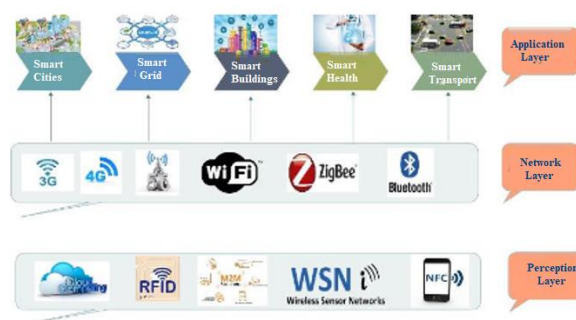 Smart
Cities
Smart
Grid
Smart
Buildings
Smart
Health
Smart
Transport
Application
Layer
3G
4G
WiFi
ZigBee
Bluetooth
Network
Layer
RFID
M2M
WSN
Wireless Sensor Networks
NFC
Perception
Layer